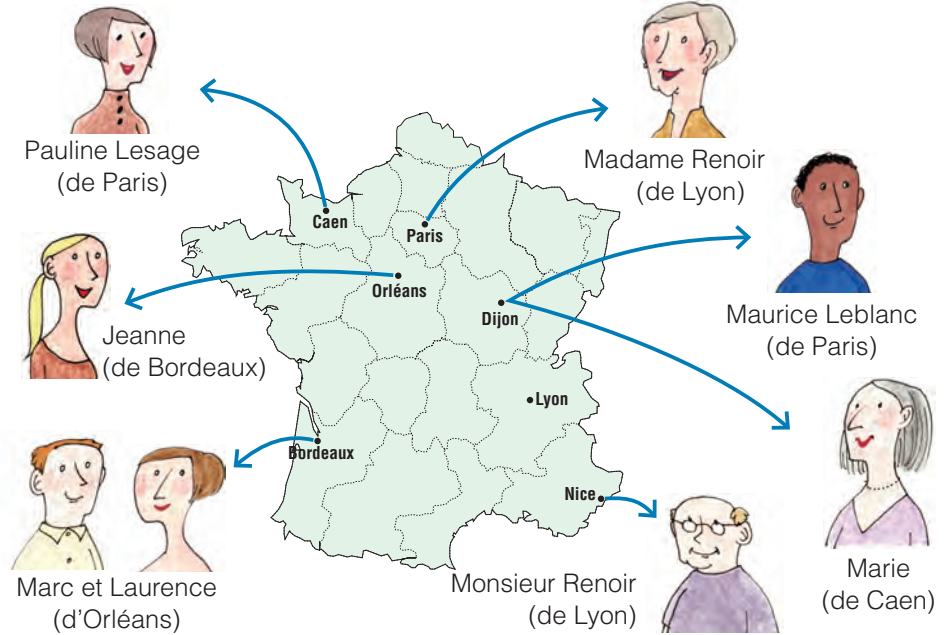 Pauline Lesage
(de Paris)
Madame Renoir
(de Lyon)
Caen
Paris
Jeanne
(de Bordeaux)
Orléans
Dijon
Maurice Leblanc
(de Paris)
Lyon
Bordeaux
Nice
Marc et Laurence
(d'Orléans)
Monsieur Renoir
(de Lyon)
Marie
(de Caen)